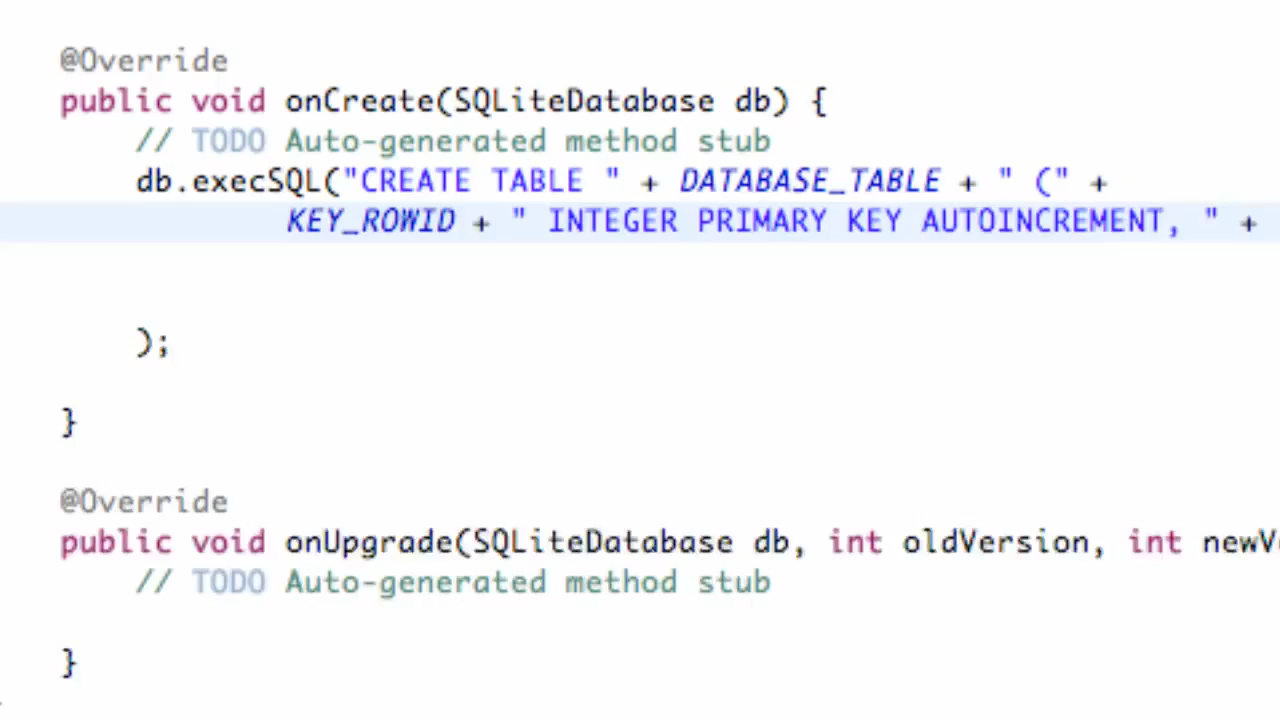 @Override
public void onCreate(SQLiteDatabase db) {
// TODO Auto-generated method stub
db.execSQL("CREATE TABLE " + DATABASE_TABLE + " (" +
KEY_ROWID + " INTEGER PRIMARY KEY AUTOINCREMENT, " +
);
}
@Override
public void onUpgrade(SQLiteDatabase db, int oldVersion, int newV
// TODO Auto-generated method stub
}